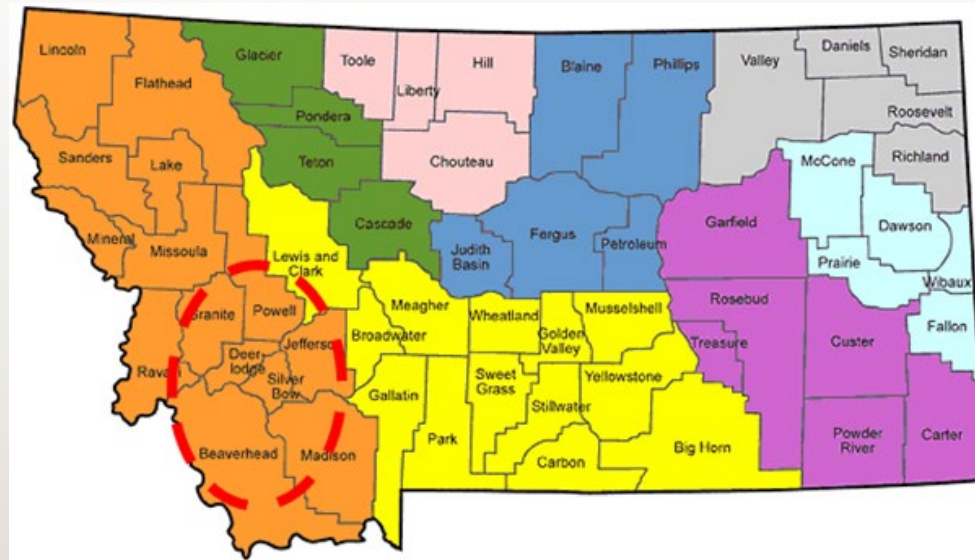 Lincoln
Flathead
Glacier
Toole
Liberty
Hill
Blaine
Phillips
Valley
Daniels
Sheridan
Roosevelt
Pondera
Teton
Chouteau
Richland
McCone
Sanders
Lake
Cascade
Garfield
Dawson
Mineral
Missoula
Lewis and
Clark
Judith
Basin
Fergus
Petroleum
Prairie
Wibaux
Meagher
Wheatland
Musselshell
Rosebud
Fallon
Granite
Powell
Jefferson
Broadwater
Golden
Valley
Treasure
Custer
Ravalli
Deer
lodge
Silver
Bow
Gallatin
Sweet
Grass
Yellowstone
Stillwater
Park
Big Horn
Powder
River
Carter
Beaverhead
Madison
Carbon